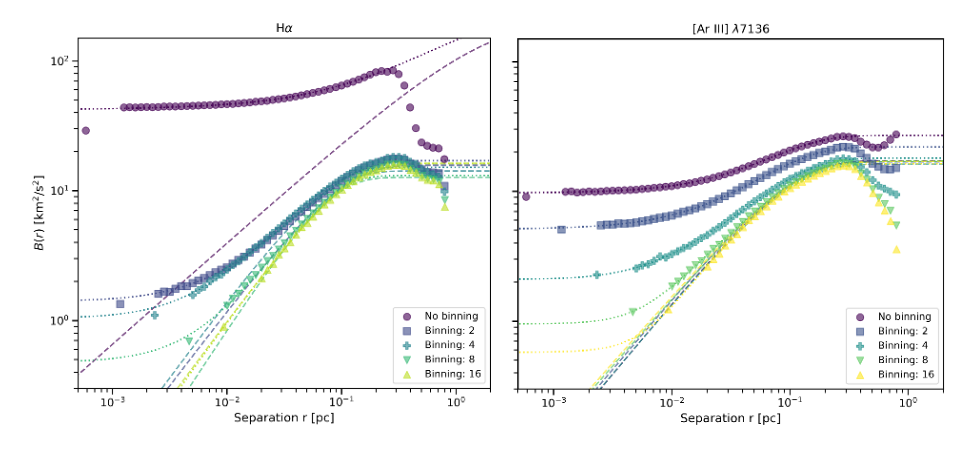 Hα
[Ar III] λ7136
B(r) [km²/s²]
10²
10¹
10⁰
No binning
Binning: 2
Binning: 4
Binning: 8
Binning: 16
10⁻³
10⁻²
10⁻¹
10⁰
Separation r [pc]
No binning
Binning: 2
Binning: 4
Binning: 8
Binning: 16
10⁻³
10⁻²
10⁻¹
10⁰
Separation r [pc]